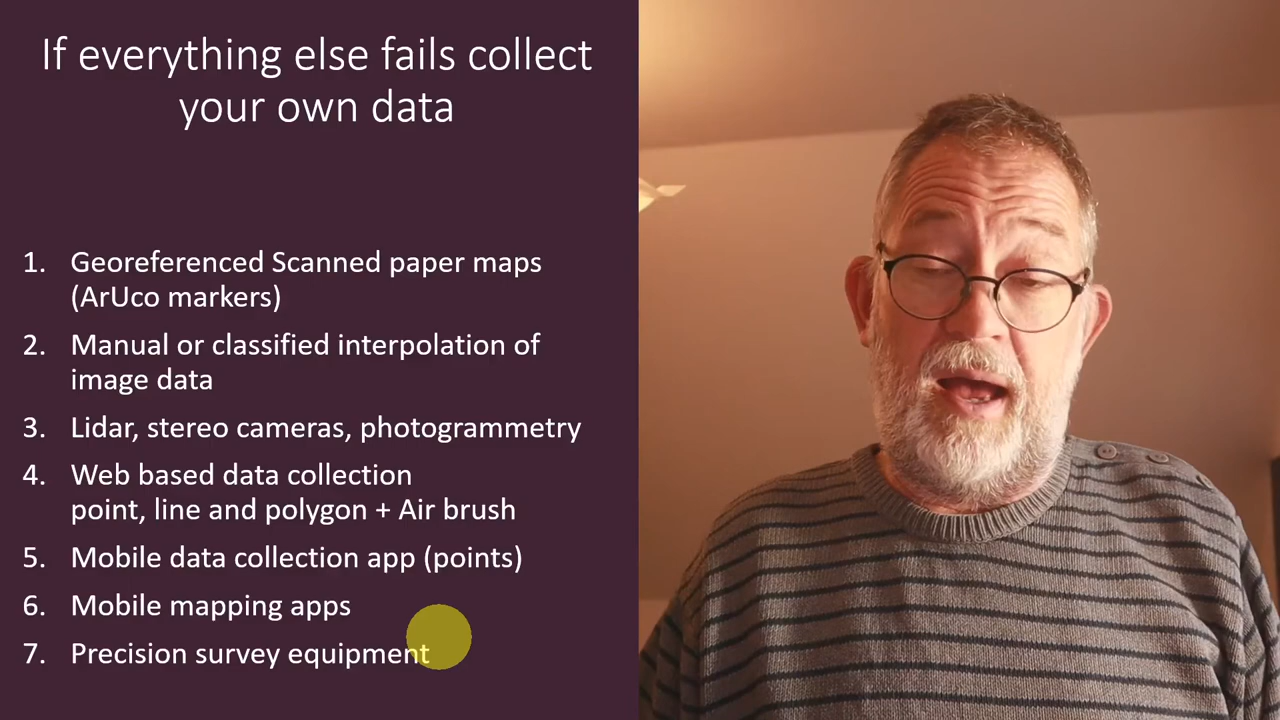 If everything else fails collect
your own data
1. Georeferenced Scanned paper maps
(ArUco markers)
2. Manual or classified interpolation of
image data
3. Lidar, stereo cameras, photogrammetry
4. Web based data collection
point, line and polygon + Air brush
5. Mobile data collection app (points)
6. Mobile mapping apps
7. Precision survey equipment